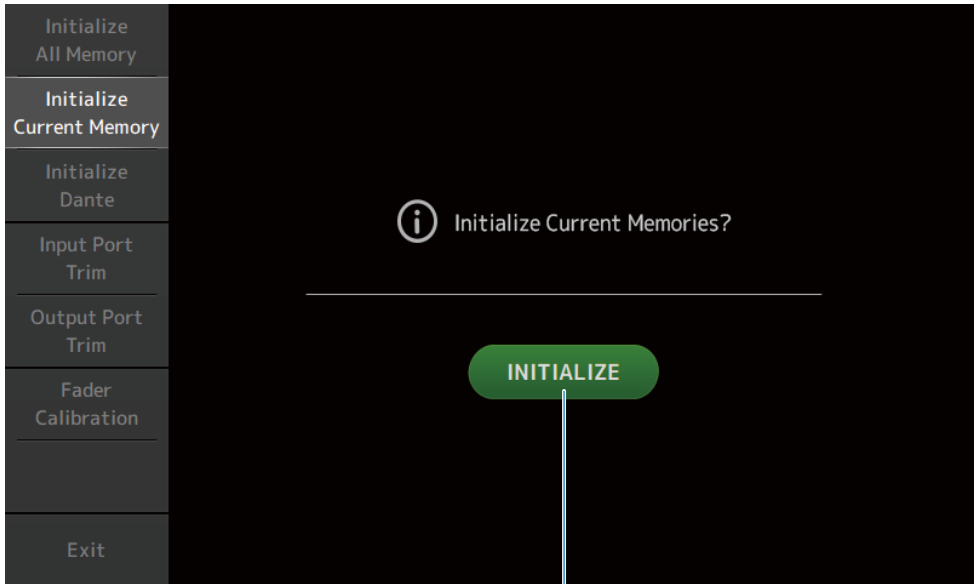 Initialize
All Memory
Initialize
Current Memory
Initialize
Dante
Input Port
Trim
Output Port
Trim
Fader
Calibration
Exit
Initialize Current Memories?
INITIALIZE